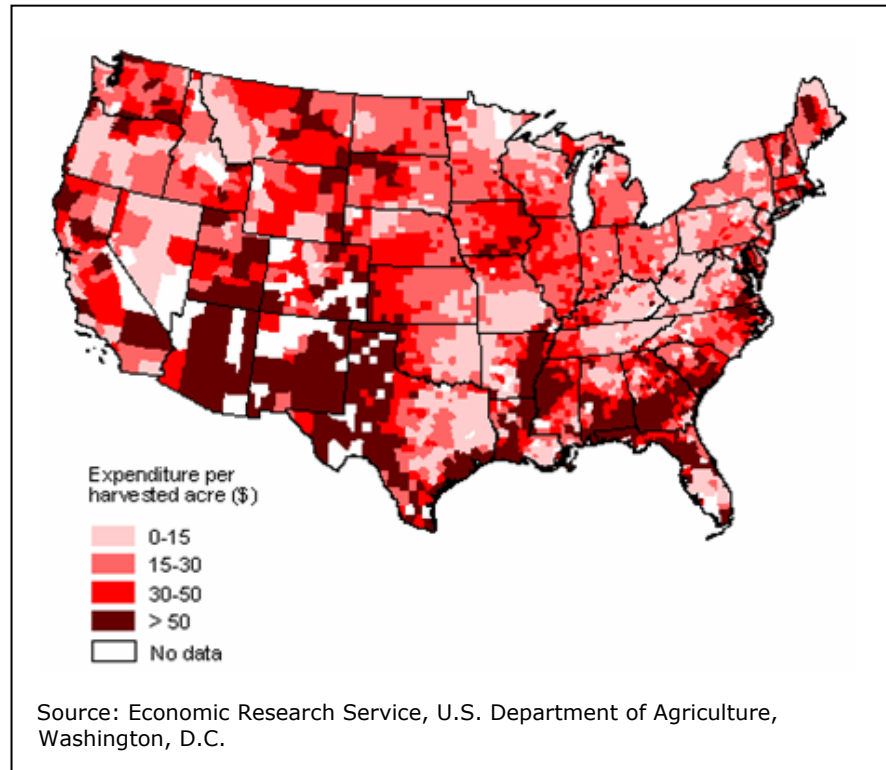 Expenditure per
harvested acre ($)
0-15
15-30
30-50
> 50
No data
Source: Economic Research Service, U.S. Department of Agriculture,
Washington, D.C.